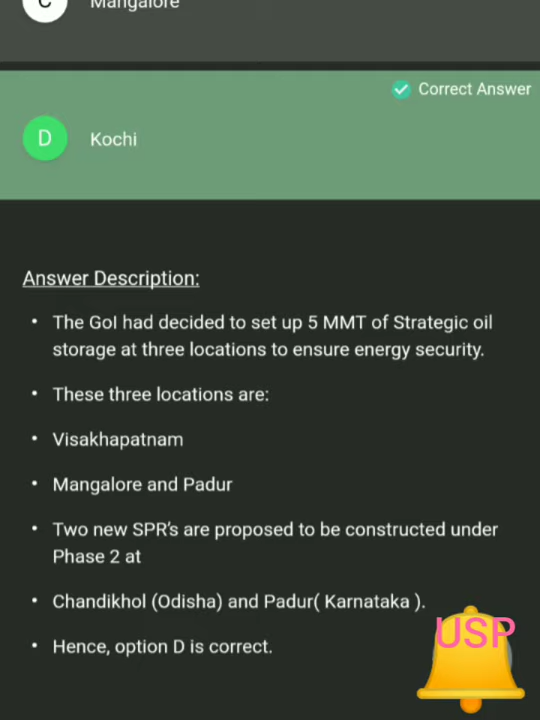 C Mangalore
Correct Answer
D Kochi
Answer Description:
• The GoI had decided to set up 5 MMT of Strategic oil
storage at three locations to ensure energy security.
• These three locations are:
• Visakhapatnam
• Mangalore and Padur
• Two new SPR's are proposed to be constructed under
Phase 2 at
• Chandikhol (Odisha) and Padur( Karnataka ).
• Hence, option D is correct.
USP